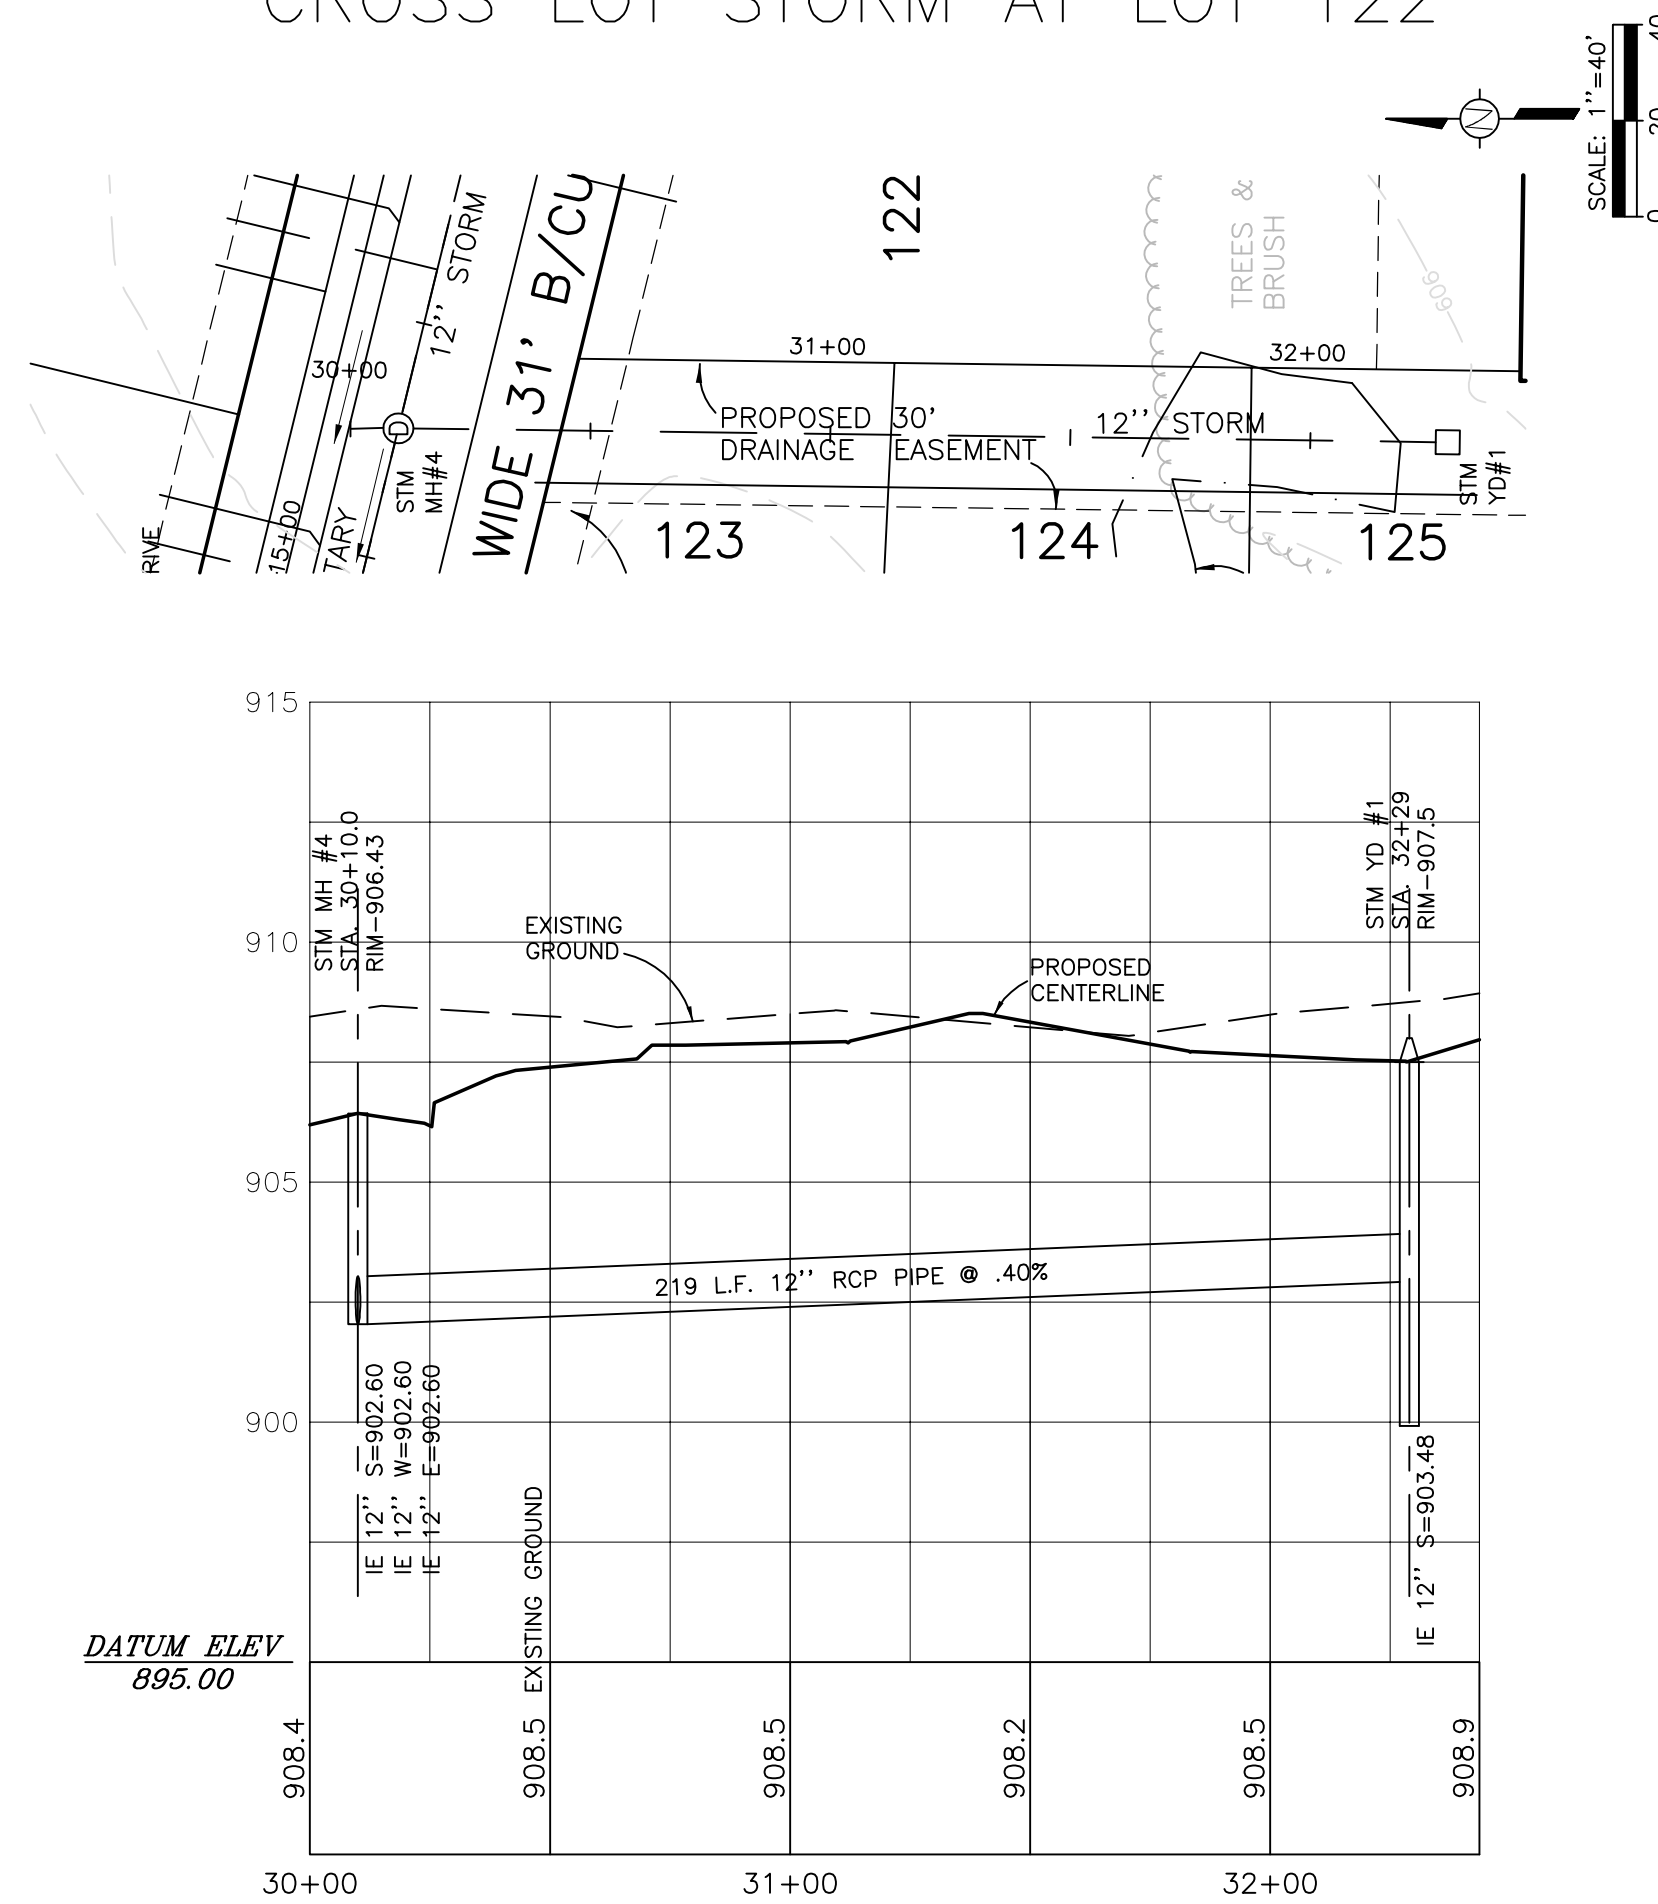 CROSS LOT STORM AT LOT 122
SCALE: 1''=40'
0
20
40
N
122
TREES &
BRUSH
909
12'' STORM
WIDE 31' B/CU
31+00
32+00
30+00
D
STM
MH#4
PROPOSED 30'
DRAINAGE EASEMENT
12'' STORM
STM
YD#1
RIVE
15+00
TARY
123
124
125
915
910
905
900
STM MH #4
STA. 30+10.0
RIM-906.43
STM YD #1
STA. 32+29
RIM-907.5
EXISTING
GROUND
PROPOSED
CENTERLINE
219 L.F. 12'' RCP PIPE @ .40%
IE 12'' S=902.60
IE 12'' W=902.60
IE 12'' E=902.60
IE 12'' S=903.48
EXISTING GROUND
DATUM ELEV
895.00
908.4
908.5
908.5
908.2
908.5
908.9
30+00
31+00
32+00